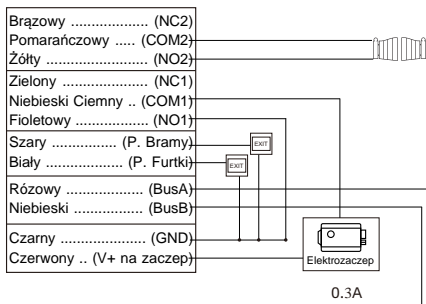 Brązowy ................... (NC2)
Pomarańczowy ..... (COM2)
Żółty ........................ (NO2)
Zielony .................... (NC1)
Niebieski Ciemny .. (COM1)
Fioletowy ................. (NO1)
Szary ............... (P. Bramy)
EXIT
Biały .................. (P. Furtki)
EXIT
Rózowy .................. (BusA)
Niebieski ................. (BusB)
Czarny .................... (GND)
Czerwony .. (V+ na zaczep)
Elektrozaczep
0.3A